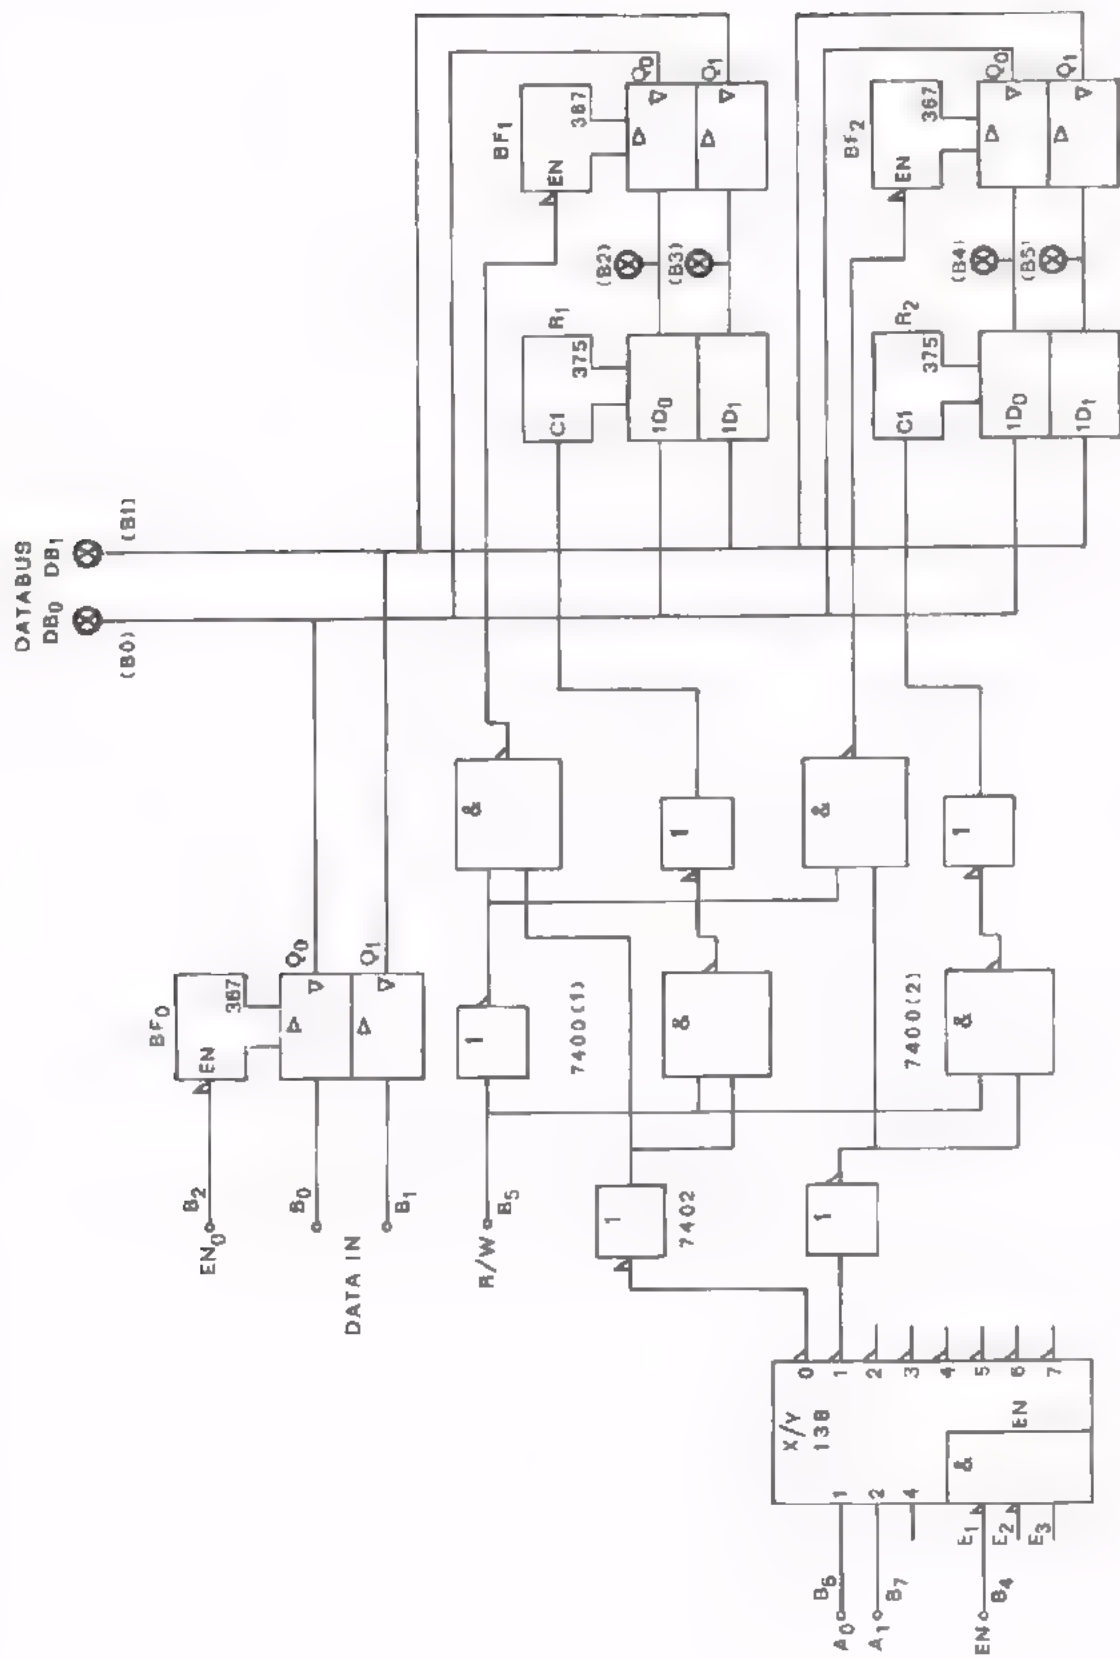 DATABUS
DB0 DB1
(B0)
(B1)
BF0
EN
367
Q0
Q1
EN0
B2
B0
B1
DATA IN
R/W
B5
1
7400(1)
&
&
1
7402
1
1
&
1
7400(2)
&
BF1
EN
367
Q0
Q1
(B2)
(B3)
R1
375
C1
1D0
1D1
BF2
EN
367
Q0
Q1
(B4)
(B5)
R2
375
C1
1D0
1D1
X/Y
138
0
1
2
3
4
5
6
7
1
2
4
&
EN
A0
B6
A1
B7
EN
B4
E1
E2
E3